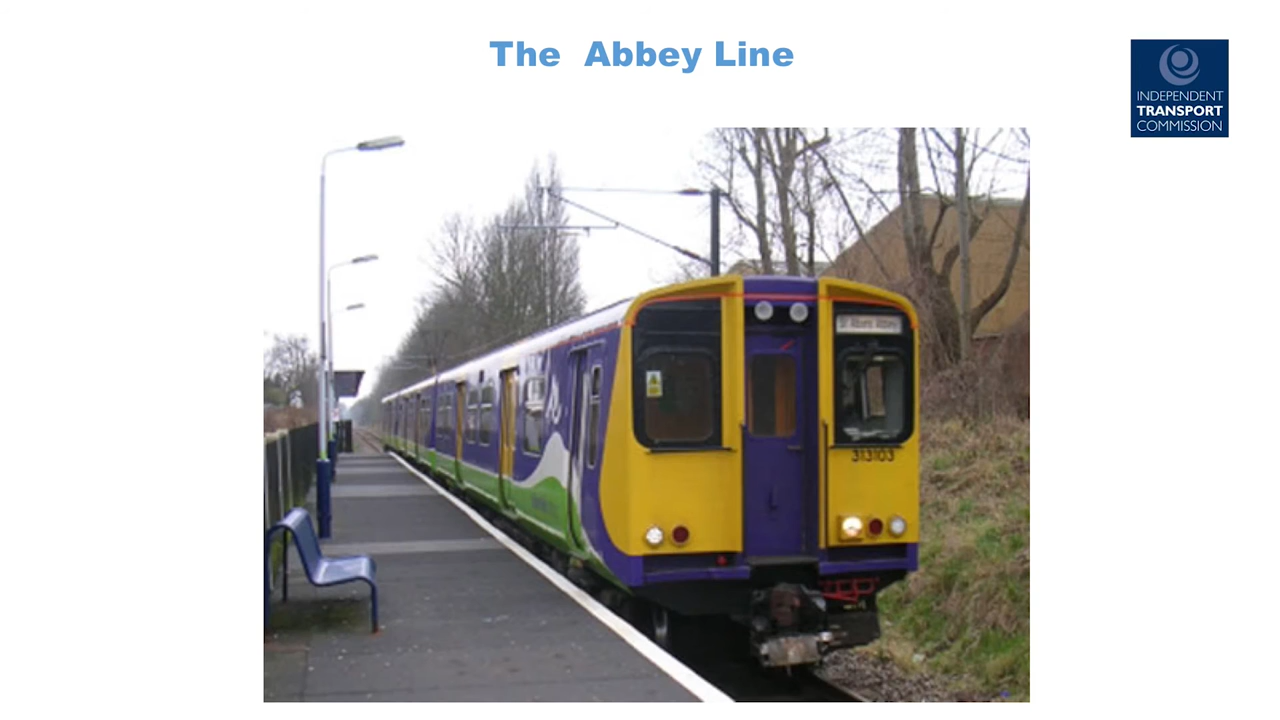 The Abbey Line
INDEPENDENT
TRANSPORT
COMMISSION
St Albans Abbey
313103